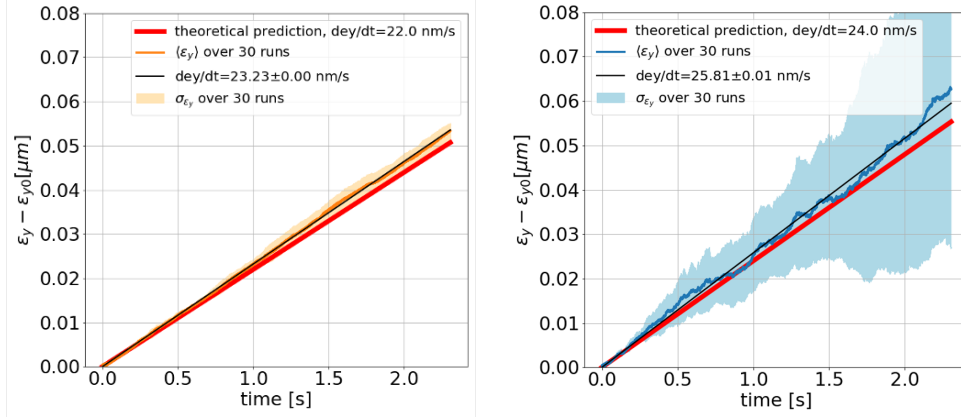 0.08
0.07
0.06
0.05
0.04
0.03
0.02
0.01
0.00
εy − εy0[μm]
theoretical prediction, dey/dt=22.0 nm/s
⟨εy⟩ over 30 runs
dey/dt=23.23±0.00 nm/s
σεy over 30 runs
0.0 0.5 1.0 1.5 2.0
time [s]
0.08
0.07
0.06
0.05
0.04
0.03
0.02
0.01
0.00
εy − εy0[μm]
theoretical prediction, dey/dt=24.0 nm/s
⟨εy⟩ over 30 runs
dey/dt=25.81±0.01 nm/s
σεy over 30 runs
0.0 0.5 1.0 1.5 2.0
time [s]